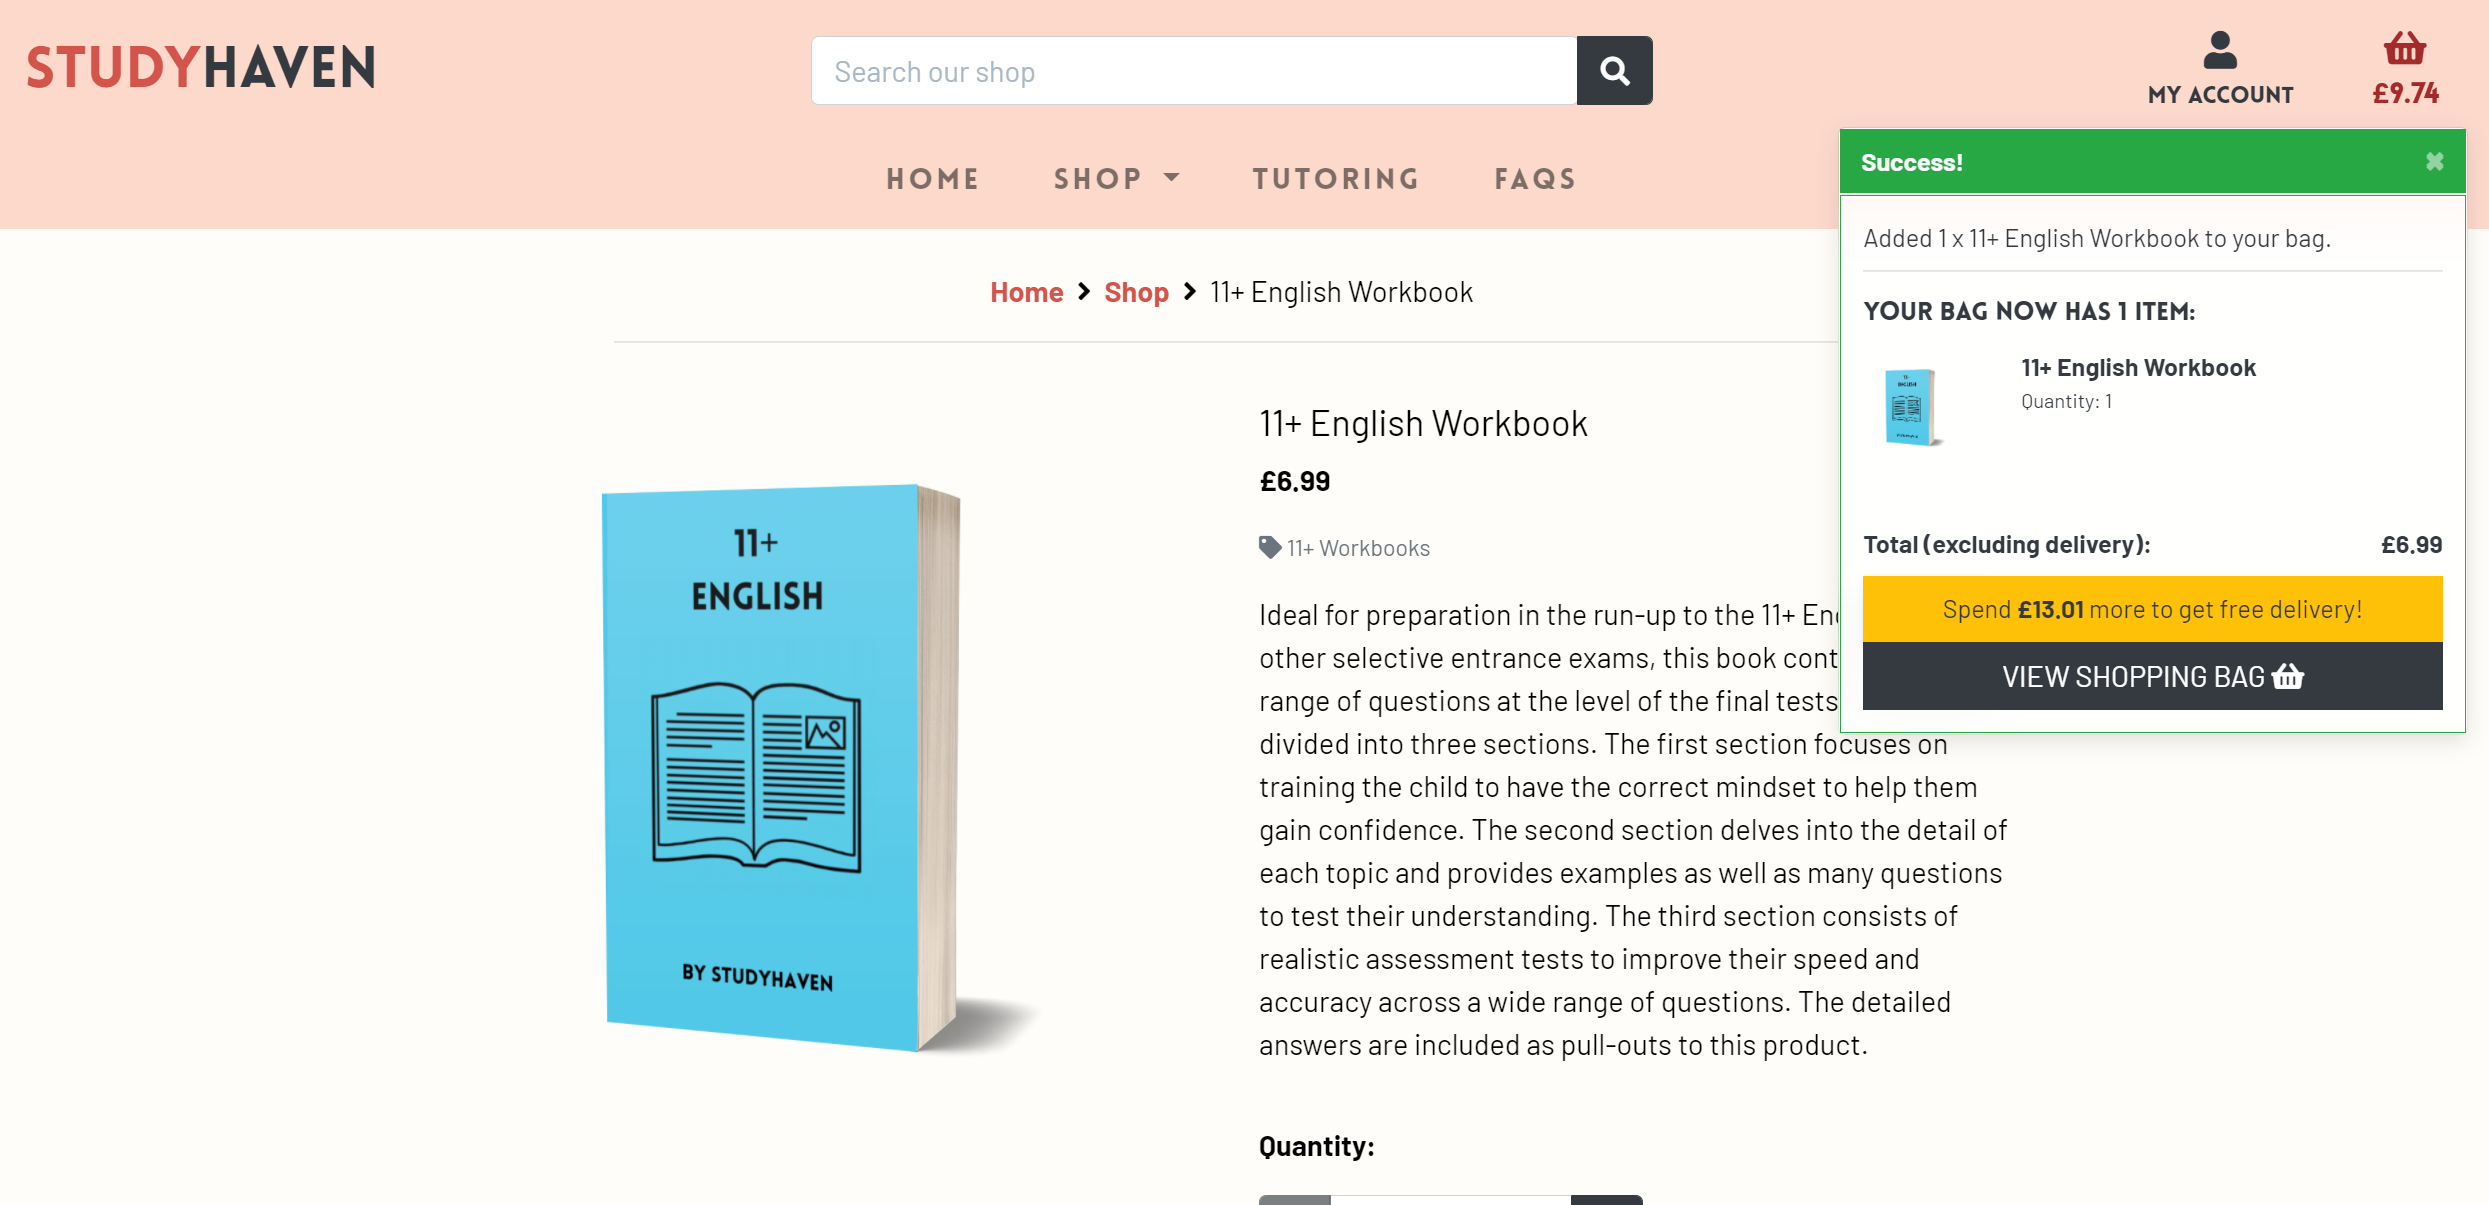 STUDYHAVEN
Search our shop
MY ACCOUNT
£9.74
HOME
SHOP
TUTORING
FAQS
Success!
Added 1 x 11+ English Workbook to your bag.
YOUR BAG NOW HAS 1 ITEM:
11+ English Workbook
Quantity: 1
Total (excluding delivery):
£6.99
Spend £13.01 more to get free delivery!
VIEW SHOPPING BAG
Home
Shop
11+ English Workbook
11+
ENGLISH
BY STUDYHAVEN
11+ English Workbook
£6.99
11+ Workbooks
Ideal for preparation in the run-up to the 11+
other selective entrance exams, this book
range of questions at the level of the final tests
divided into three sections. The first section focuses on
training the child to have the correct mindset to help them
gain confidence. The second section delves into the detail of
each topic and provides examples as well as many questions
to test their understanding. The third section consists of
realistic assessment tests to improve their speed and
accuracy across a wide range of questions. The detailed
answers are included as pull-outs to this product.
Quantity: